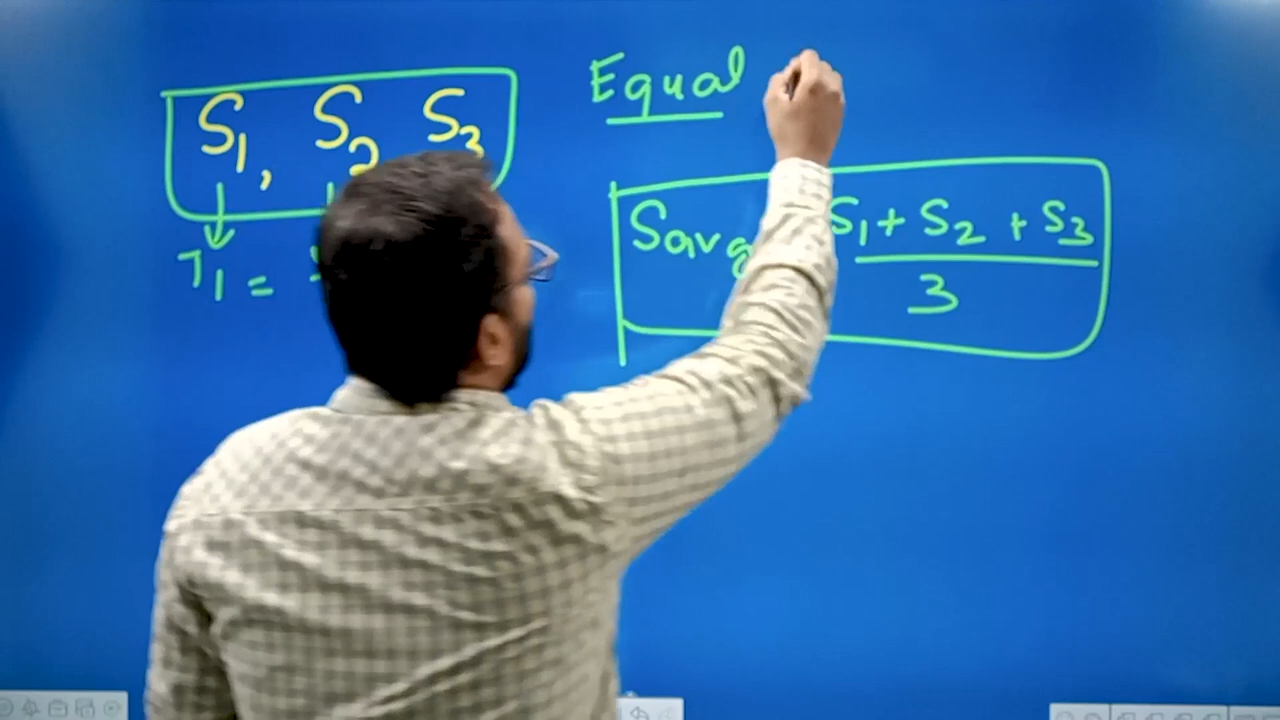 S1, S2 S3
T1 =
Equal
Savg S1 + S2 + S3
3